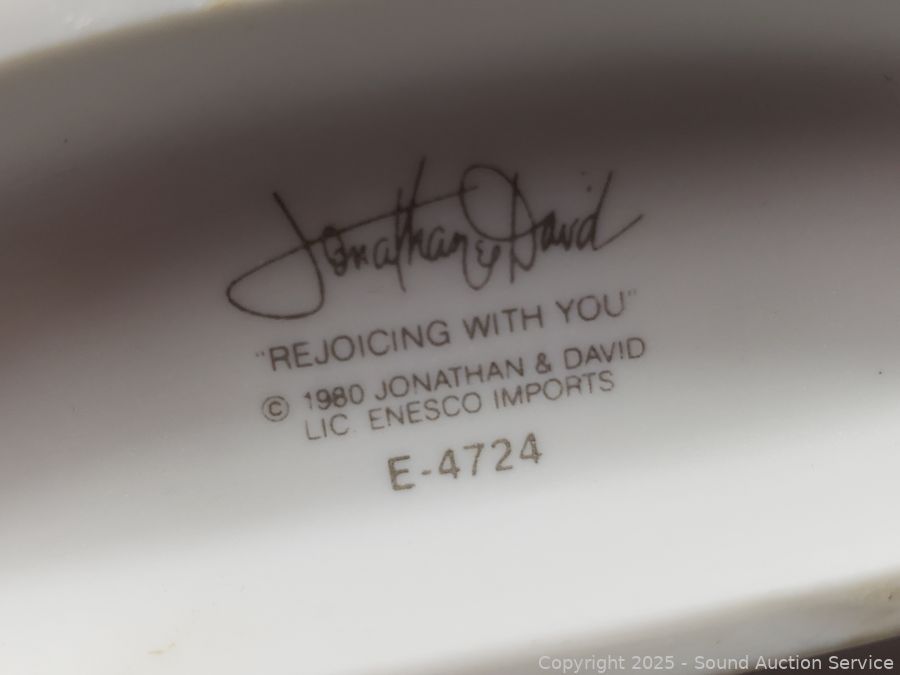 Jonathan & David
"REJOICING WITH YOU"
© 1980 JONATHAN & DAVID
LIC. ENESCO IMPORTS
E-4724
Copyright 2025 - Sound Auction Service